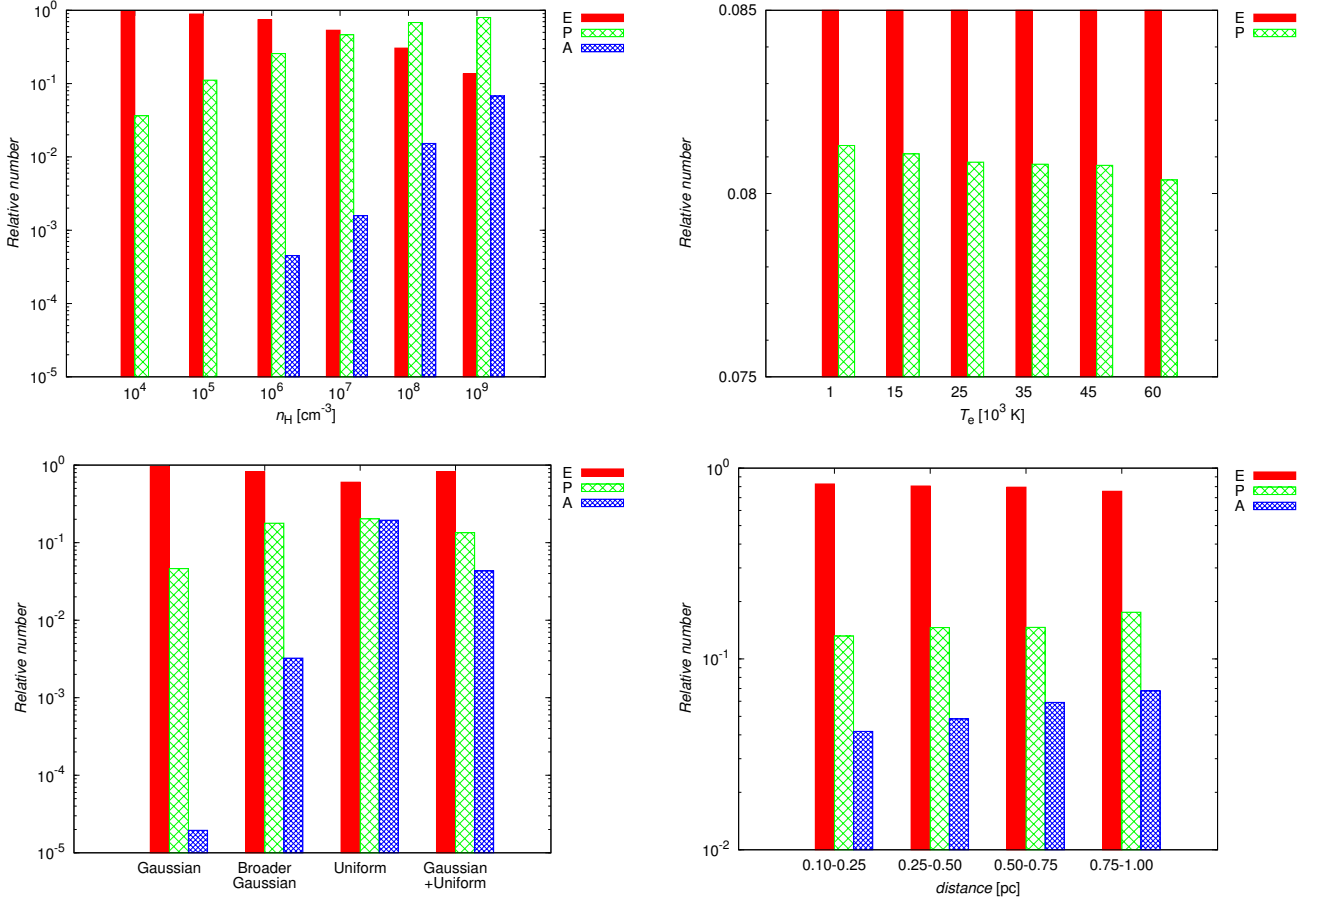 10^0
10^-1
10^-2
10^-3
10^-4
10^-5
Relative number
10^4 10^5 10^6 10^7 10^8 10^9
n_H [cm^-3]
E
P
A
0.085
0.08
0.075
Relative number
1 15 25 35 45 60
T_e [10^3 K]
E
P
10^0
10^-1
10^-2
10^-3
10^-4
10^-5
Relative number
Gaussian Broader Uniform Gaussian
Gaussian +Uniform
E
P
A
10^0
10^-1
10^-2
Relative number
0.10-0.25 0.25-0.50 0.50-0.75 0.75-1.00
distance [pc]
E
P
A